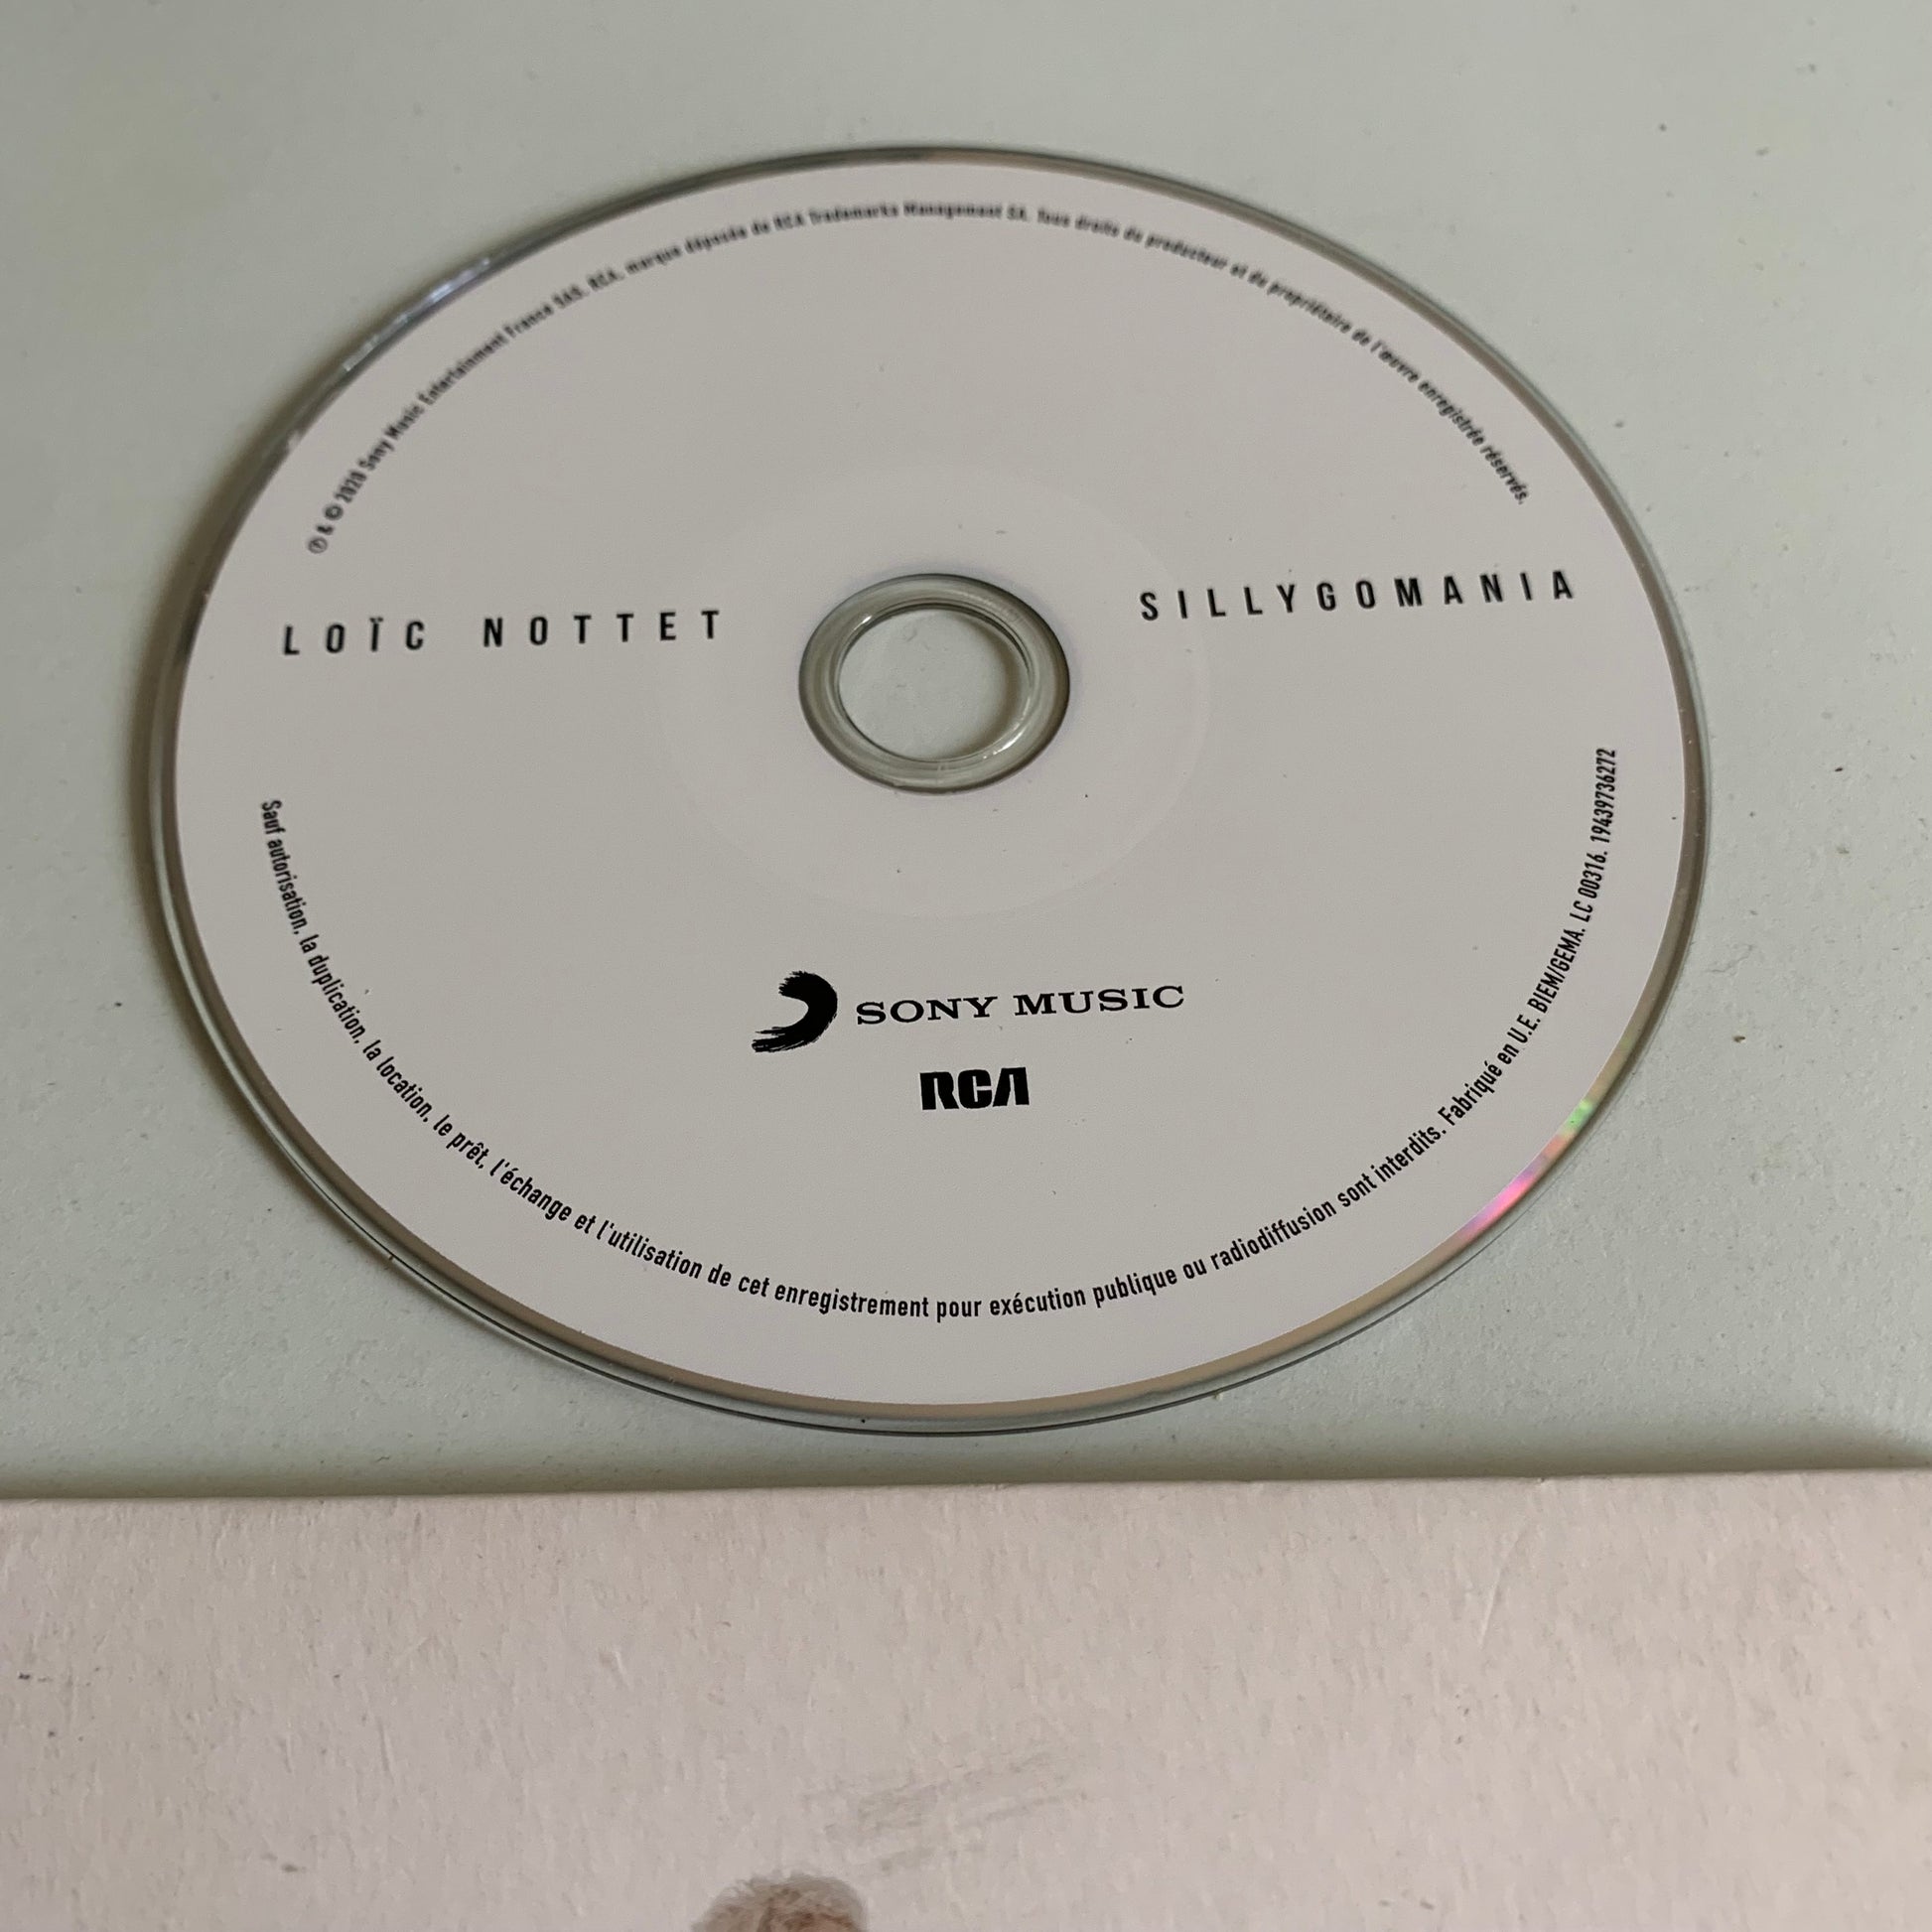 ℗ & © 2020 Sony Music Entertainment France SAS. RCA, marque déposée de RCA Trademarks Management SA. Tous droits du producteur et du propriétaire de l'œuvre enregistrée réservés.
LOÏC NOTTET
SILLYGOMANIA
SONY MUSIC
RCA
Sauf autorisation, la duplication, la location, le prêt, l'échange et l'utilisation de cet enregistrement pour exécution publique ou radiodiffusion sont interdits. Fabriqué en U.E. BIEM/GEMA. LC 00316. 19439736272